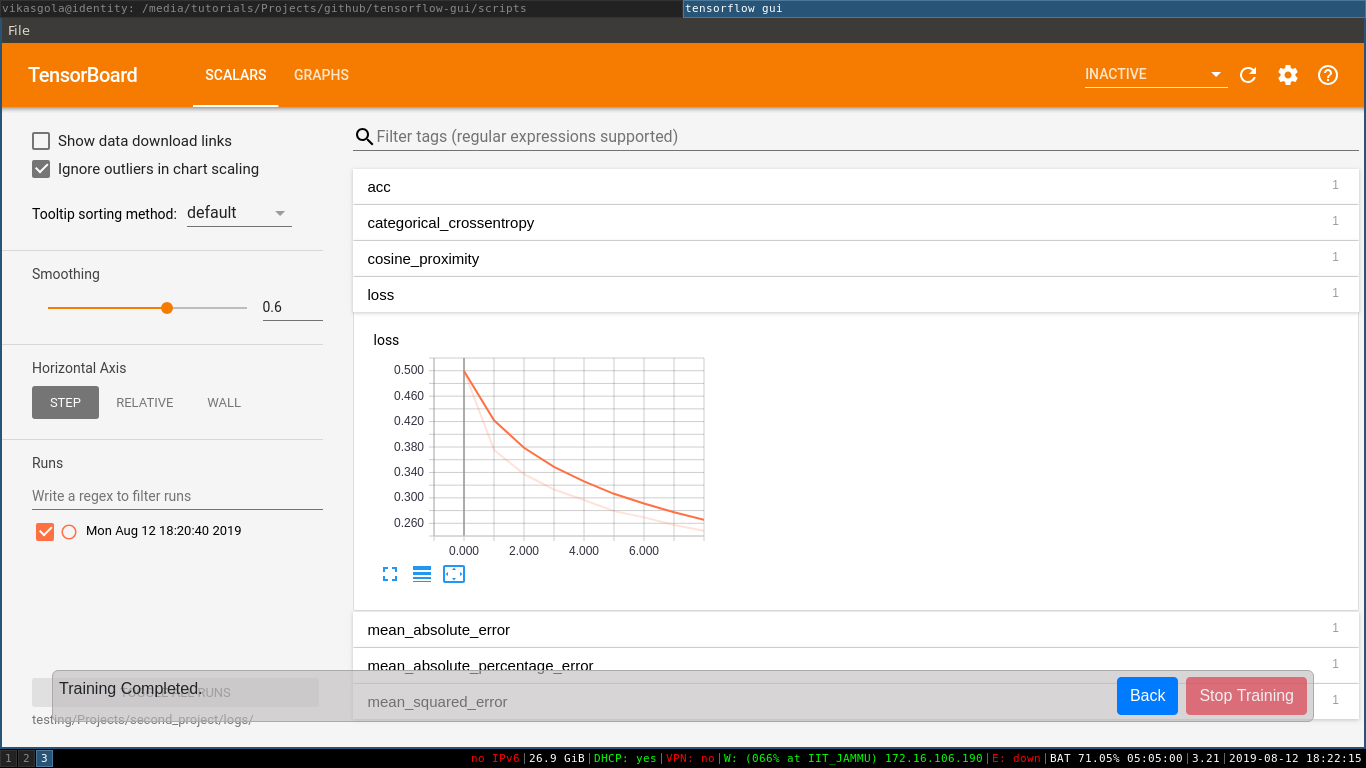 vikasgola@identity: /media/tutorials/Projects/github/tensorflow-gui/scripts
tensorflow gui
File
TensorBoard
SCALARS
GRAPHS
INACTIVE
Show data download links
Ignore outliers in chart scaling
Tooltip sorting method: default
Smoothing
0.6
Horizontal Axis
STEP
RELATIVE
WALL
Runs
Write a regex to filter runs
Mon Aug 12 18:20:40 2019
TOGGLE ALL RUNS
testing/Projects/second_project/logs/
Filter tags (regular expressions supported)
acc 1
categorical_crossentropy 1
cosine_proximity 1
loss 1
loss
0.500
0.460
0.420
0.380
0.340
0.300
0.260
0.000 2.000 4.000 6.000
mean_absolute_error 1
mean_absolute_percentage_error 1
mean_squared_error 1
Training Completed.
Back
Stop Training
1 2 3
no IPv6|26.9 GiB|DHCP: yes|VPN: no|W: (066% at IIT_JAMMU) 172.16.106.190|E: down|BAT 71.05% 05:05:00|3.21|2019-08-12 18:22:15